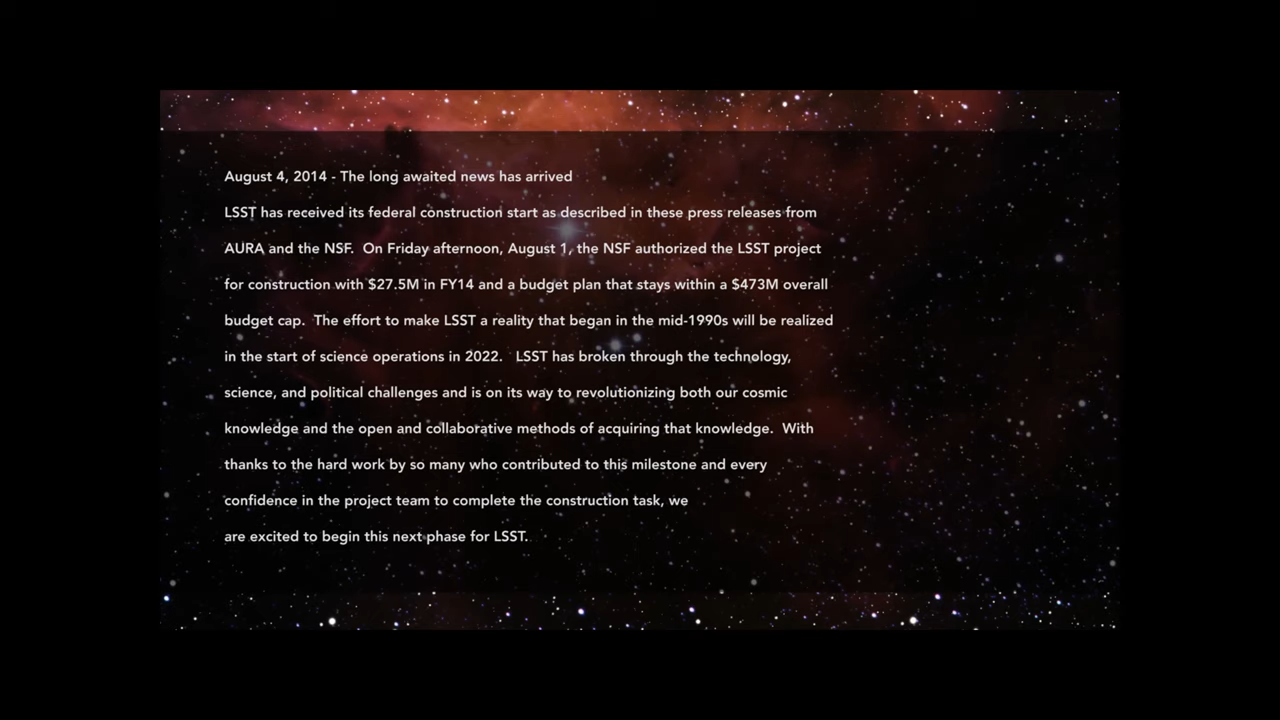 August 4, 2014 - The long awaited news has arrived
LSST has received its federal construction start as described in these press releases from
AURA and the NSF.  On Friday afternoon, August 1, the NSF authorized the LSST project
for construction with $27.5M in FY14 and a budget plan that stays within a $473M overall
budget cap.  The effort to make LSST a reality that began in the mid-1990s will be realized
in the start of science operations in 2022.   LSST has broken through the technology,
science, and political challenges and is on its way to revolutionizing both our cosmic
knowledge and the open and collaborative methods of acquiring that knowledge.  With
thanks to the hard work by so many who contributed to this milestone and every
confidence in the project team to complete the construction task, we
are excited to begin this next phase for LSST.